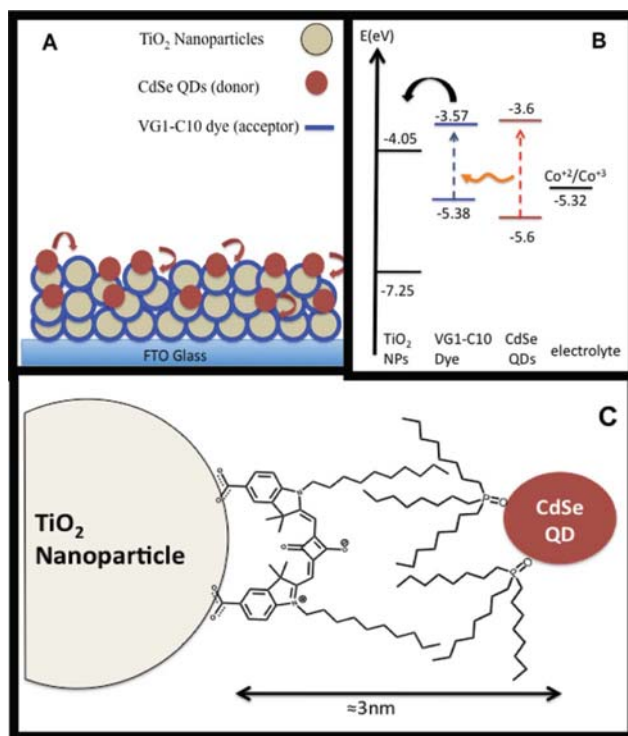 A
TiO2 Nanoparticles
CdSe QDs (donor)
VG1-C10 dye (acceptor)
FTO Glass
B
E(eV)
-3.57
-3.6
-4.05
Co+2/Co+3
-5.32
-5.38
-5.6
-7.25
TiO2 NPs
VG1-C10 Dye
CdSe QDs
electrolyte
C
TiO2
Nanoparticle
CdSe
QD
P=O
P=O
≈3nm